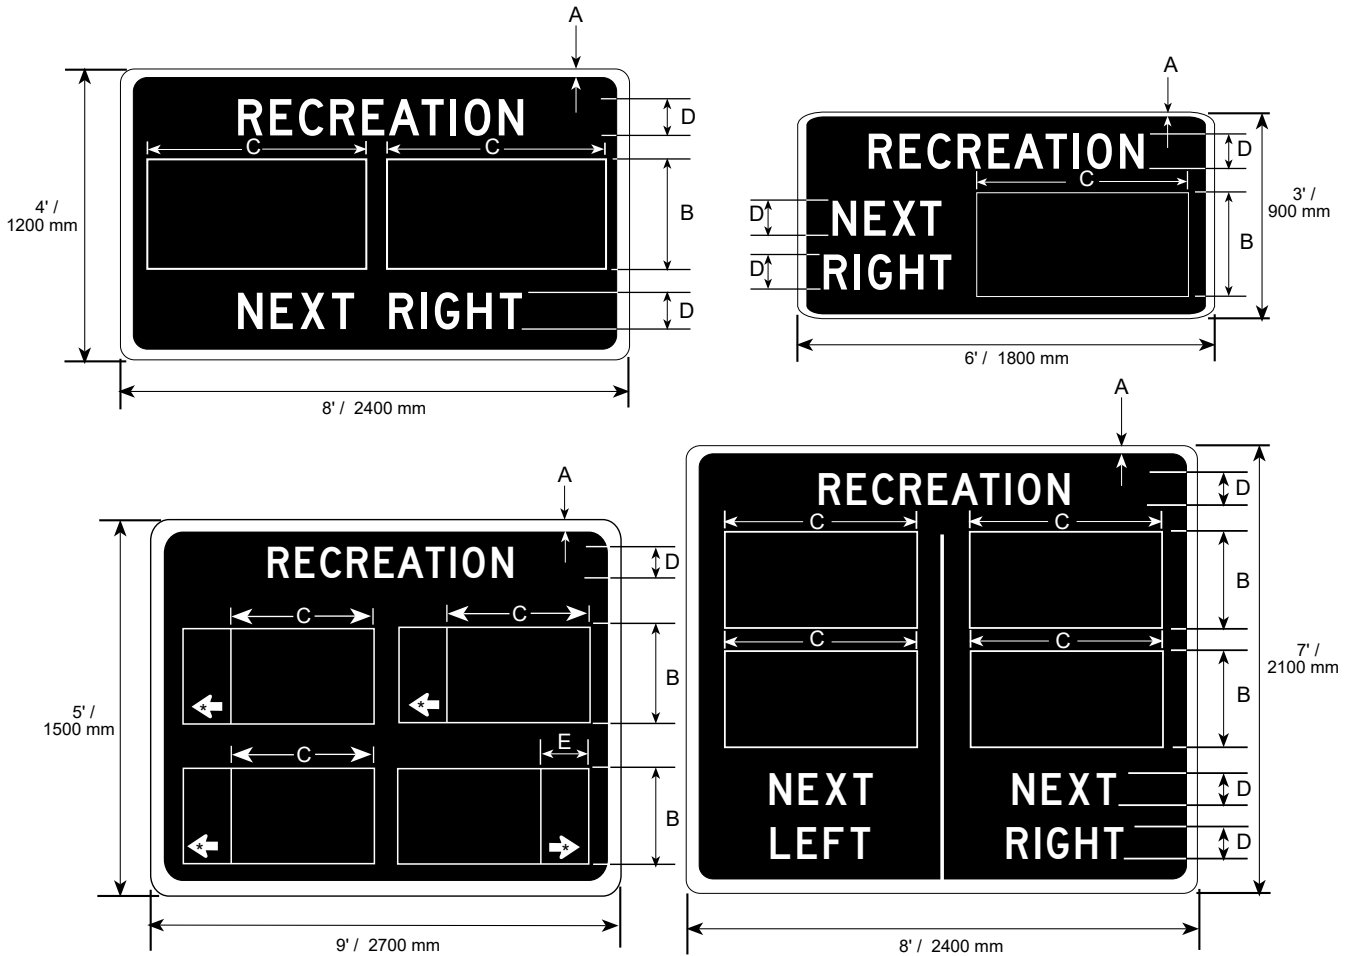 A
RECREATION
D
C
C
4' /
1200 mm
B
NEXT RIGHT
D
8' / 2400 mm
A
RECREATION
D
C
D
NEXT
3' /
900 mm
B
D
RIGHT
6' / 1800 mm
A
RECREATION
D
C
C
B
*
*
5' /
1500 mm
C
E
B
*
*
9' / 2700 mm
A
RECREATION
D
C
C
B
C
C
7' /
2100 mm
B
NEXT
NEXT
D
LEFT
RIGHT
D
8' / 2400 mm